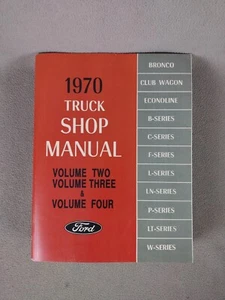 1970
TRUCK
SHOP
MANUAL
VOLUME TWO
VOLUME THREE
&
VOLUME FOUR
Ford
BRONCO
CLUB WAGON
ECONOLINE
B-SERIES
C-SERIES
F-SERIES
L-SERIES
LN-SERIES
P-SERIES
LT-SERIES
W-SERIES